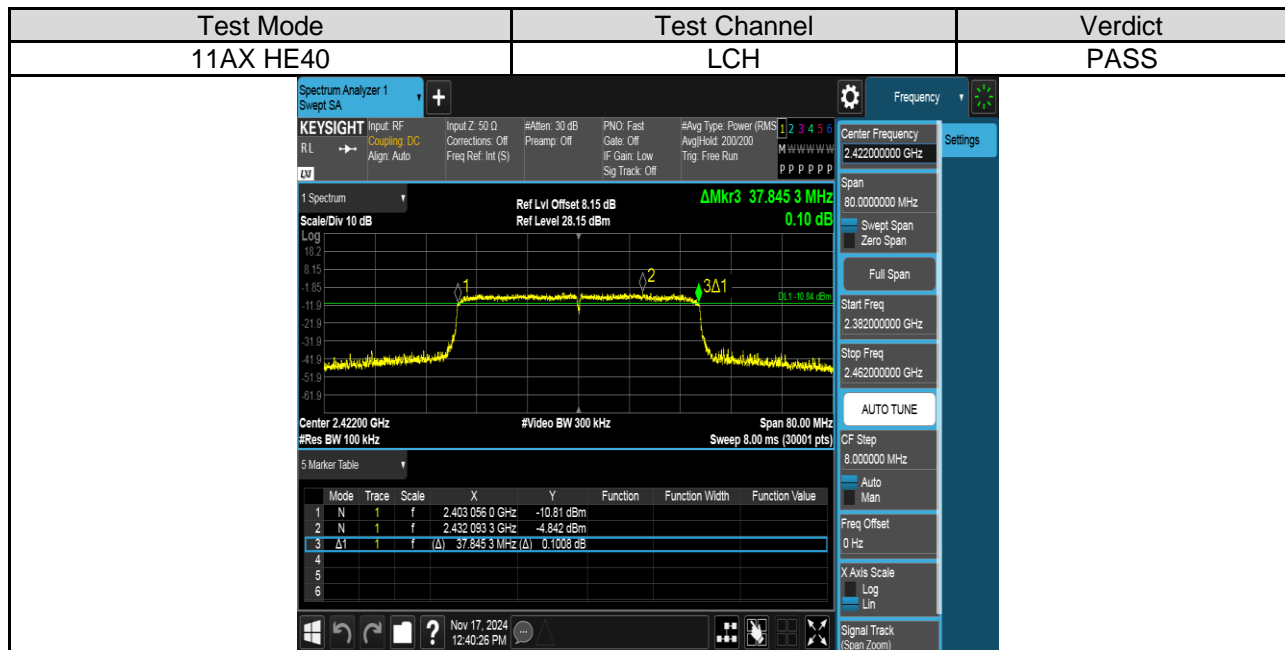 Test Mode Test Channel Verdict
11AX HE40 LCH PASS
Spectrum Analyzer 1
Swept SA
+
Frequency
KEYSIGHT Input: RF Input Z: 50 Ω #Atten: 30 dB PNO: Fast #Avg Type: Power (RMS 1 2 3 4 5 6
RL Coupling: DC Corrections: Off Preamp: Off Gate: Off Avg|Hold: 200/200 M W W W W W
Align: Auto Freq Ref: Int (S) IF Gain: Low Trig: Free Run
LXI Sig Track: Off P P P P P P
Center Frequency
2.422000000 GHz
Settings
Span
80.0000000 MHz
Swept Span
Zero Span
Full Span
Start Freq
2.382000000 GHz
Stop Freq
2.462000000 GHz
AUTO TUNE
CF Step
8.000000 MHz
Auto
Man
Freq Offset
0 Hz
X Axis Scale
Log
Lin
Signal Track
(Span Zoom)
1 Spectrum
Ref Lvl Offset 8.15 dB ΔMkr3 37.845 3 MHz
Scale/Div 10 dB Ref Level 28.15 dBm 0.10 dB
Log
18.2
8.15
-1.85
-11.9
-21.9
-31.9
-41.9
-51.9
-61.9
1
2
3Δ1
DL1 -10.84 dBm
Center 2.42200 GHz #Video BW 300 kHz Span 80.00 MHz
#Res BW 100 kHz Sweep 8.00 ms (30001 pts)
5 Marker Table
Mode Trace Scale X Y Function Function Width Function Value
1 N 1 f 2.403 056 0 GHz -10.81 dBm
2 N 1 f 2.432 093 3 GHz -4.842 dBm
3 Δ1 1 f (Δ) 37.845 3 MHz (Δ) 0.1008 dB
4
5
6
? Nov 17, 2024
12:40:26 PM